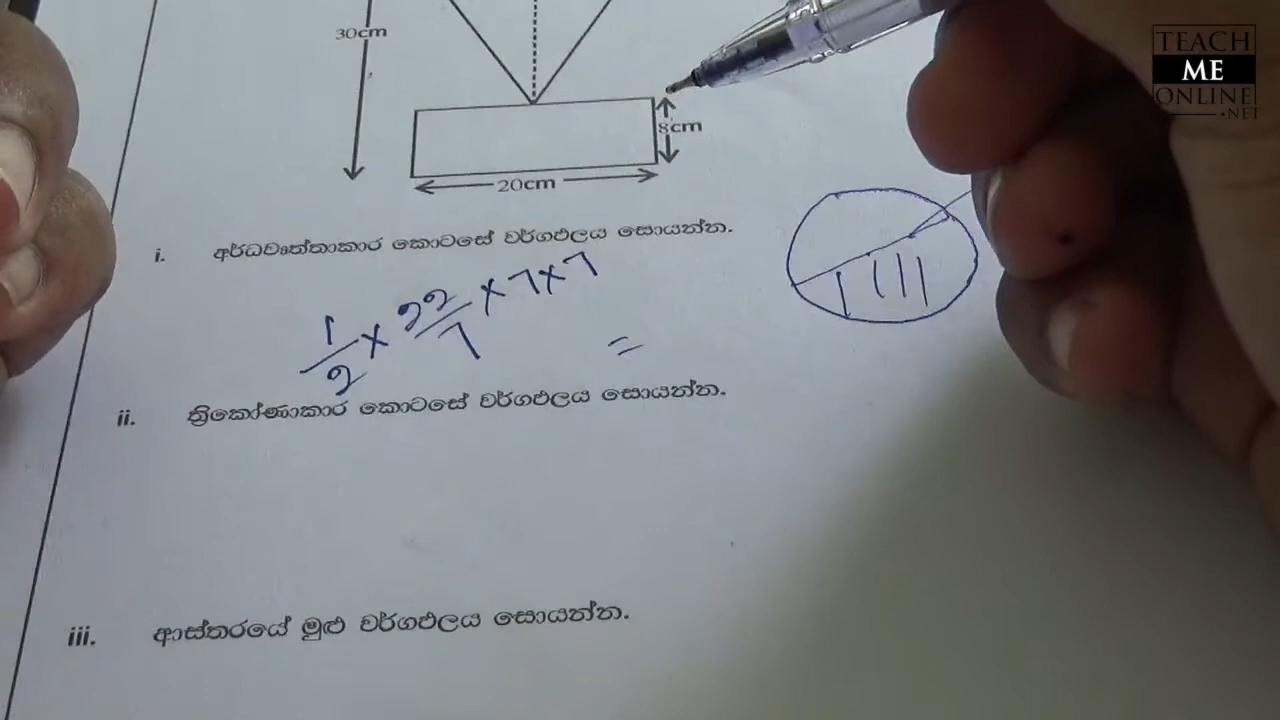 TEACH
ME
ONLINE
.NET
30cm
8cm
20cm
i. අර්ධවෘත්තාකාර කොටසේ වර්ගඵලය සොයන්න.
1/2 × 22/7 × 7 × 7
=
ii. ත්‍රිකෝණාකාර කොටසේ වර්ගඵලය සොයන්න.
iii. ආස්තරයේ මුළු වර්ගඵලය සොයන්න.